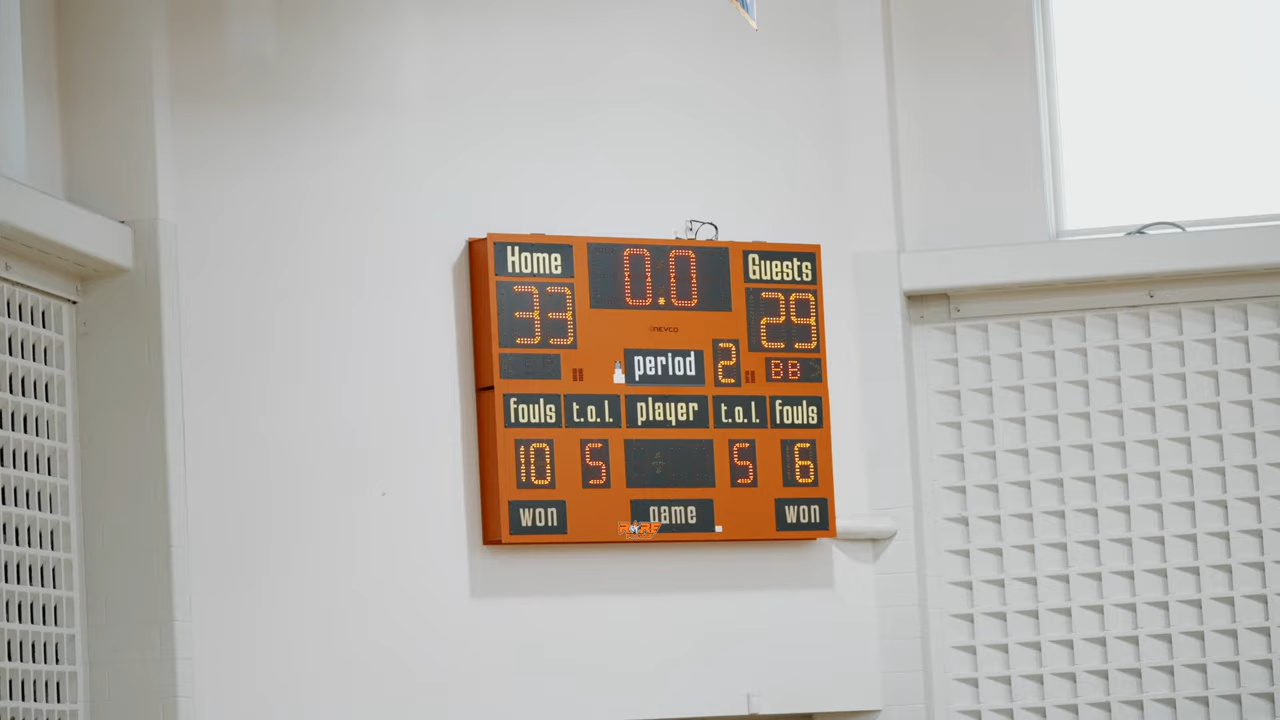 Home 0.0 Guests
33 29
NEVCO
period 2 BB
fouls t.o.l. player t.o.l. fouls
10 5 5 6
won game won